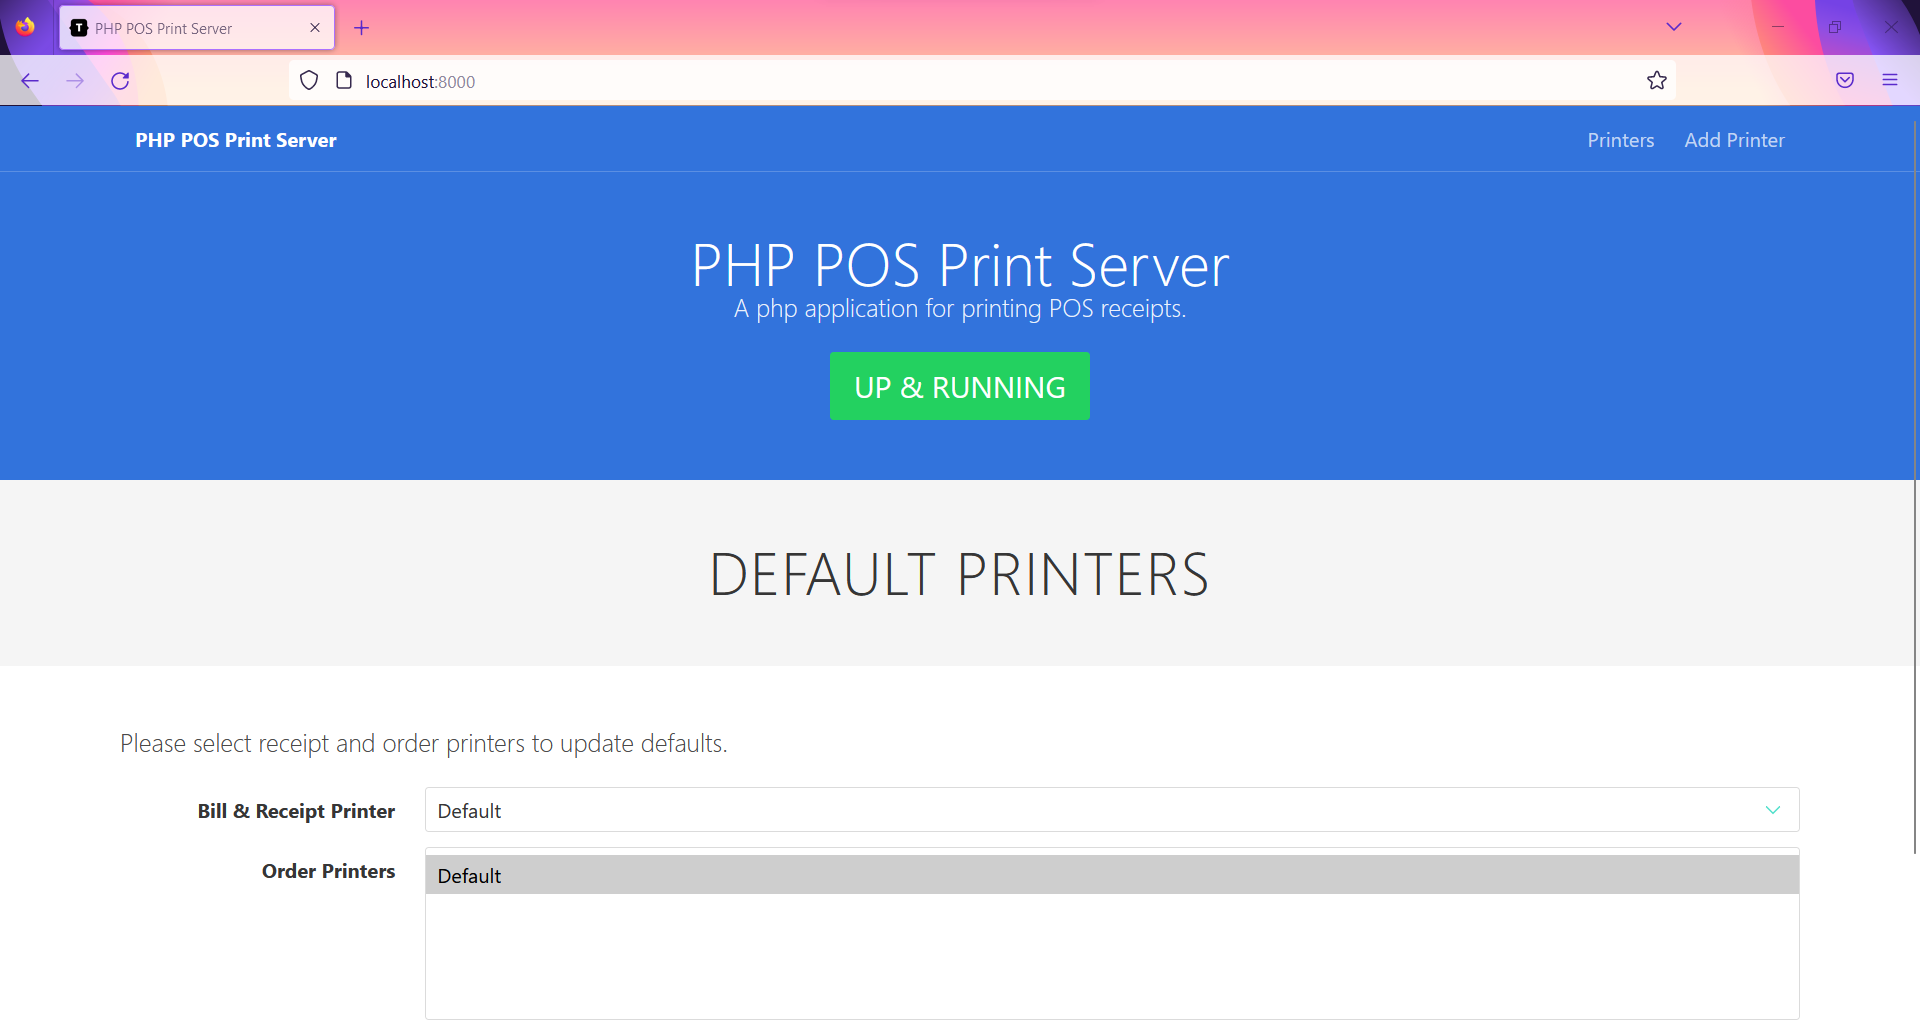 PHP POS Print Server
localhost:8000
PHP POS Print Server
Printers
Add Printer
PHP POS Print Server
A php application for printing POS receipts.
UP & RUNNING
DEFAULT PRINTERS
Please select receipt and order printers to update defaults.
Bill & Receipt Printer
Default
Order Printers
Default